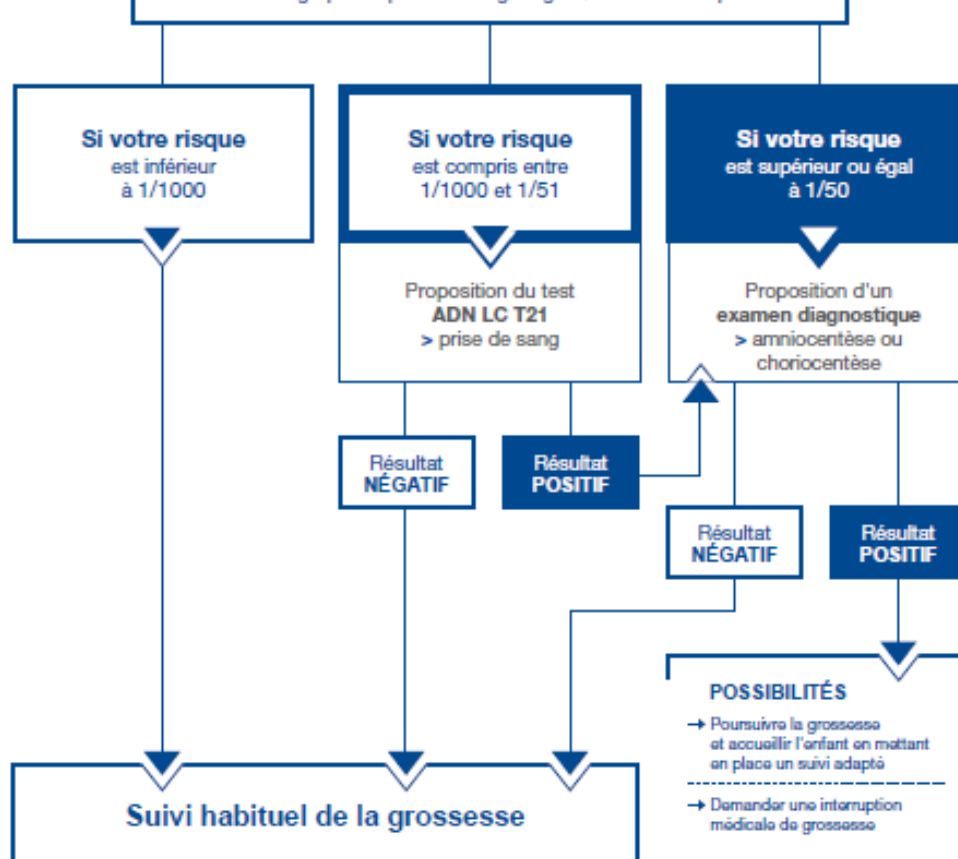 Si votre risque
est inférieur
à 1/1000
Si votre risque
est compris entre
1/1000 et 1/51
Si votre risque
est supérieur ou égal
à 1/50
Proposition du test
ADN LC T21
> prise de sang
Proposition d'un
examen diagnostique
> amniocentèse ou
choriocentèse
Résultat
NÉGATIF
Résultat
POSITIF
Résultat
NÉGATIF
Résultat
POSITIF
POSSIBILITÉS
→ Poursuivre la grossesse
et accueillir l'enfant en mettant
en place un suivi adapté
→ Demander une interruption
médicale de grossesse
Suivi habituel de la grossesse